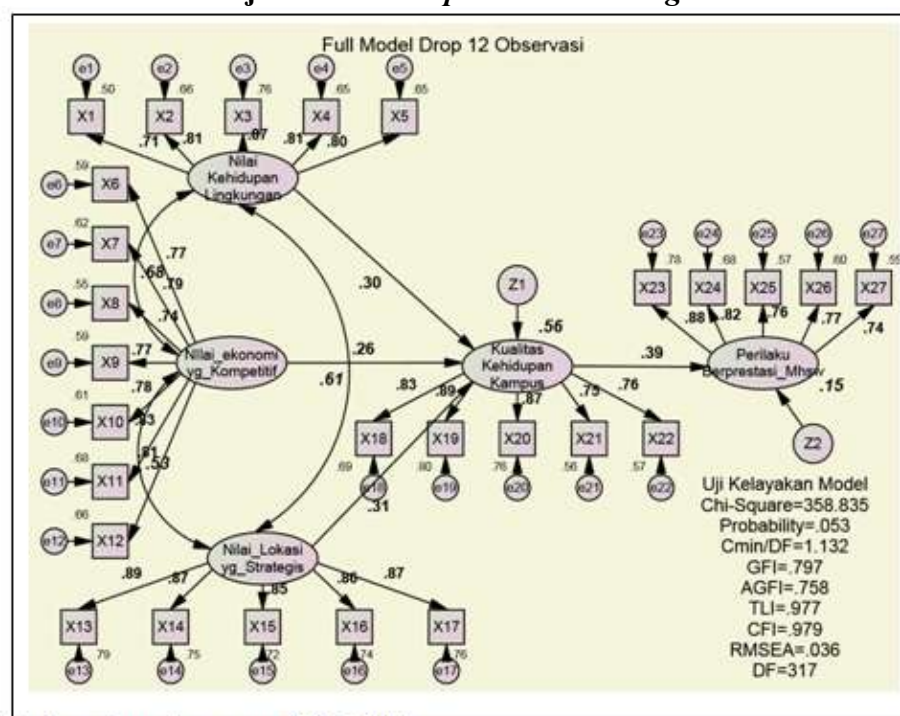 Full Model Drop 12 Observasi
e1 e2 e3 e4 e5
.50 .66 .76 .65 .65
X1 X2 X3 X4 X5
.71 .81 .87 .81 .80
Nilai
Kehidupan
Lingkungan
.59
e6 X6
.62
e7 X7
.55
e8 X8
.59
e9 X9
.61
e10 X10
.68
e11 X11
.66
e12 X12
.77
.79
.68
.74
.77
.78
.83
.81
.53
Nilai_ekonomi
yg_Kompetitif
.30
.26
.61
.31
Z1
.56
Kualitas
Kehidupan
Kampus
.83 .89 .87 .75 .76
X18 X19 X20 X21 X22
.69 .80 .76 .56 .57
e18 e19 e20 e21 e22
.39
e23 e24 e25 e26 e27
.78 .68 .57 .60 .55
X23 X24 X25 X26 X27
.88 .82 .76 .77 .74
Perilaku
Berprestasi_Mhsw
.15
Z2
Nilai_Lokasi
yg_Strategis
.89 .87 .85 .86 .87
X13 X14 X15 X16 X17
.79 .75 .72 .74 .76
e13 e14 e15 e16 e17
Uji Kelayakan Model
Chi-Square=358.835
Probability=.053
Cmin/DF=1.132
GFI=.797
AGFI=.758
TLI=.977
CFI=.979
RMSEA=.036
DF=317